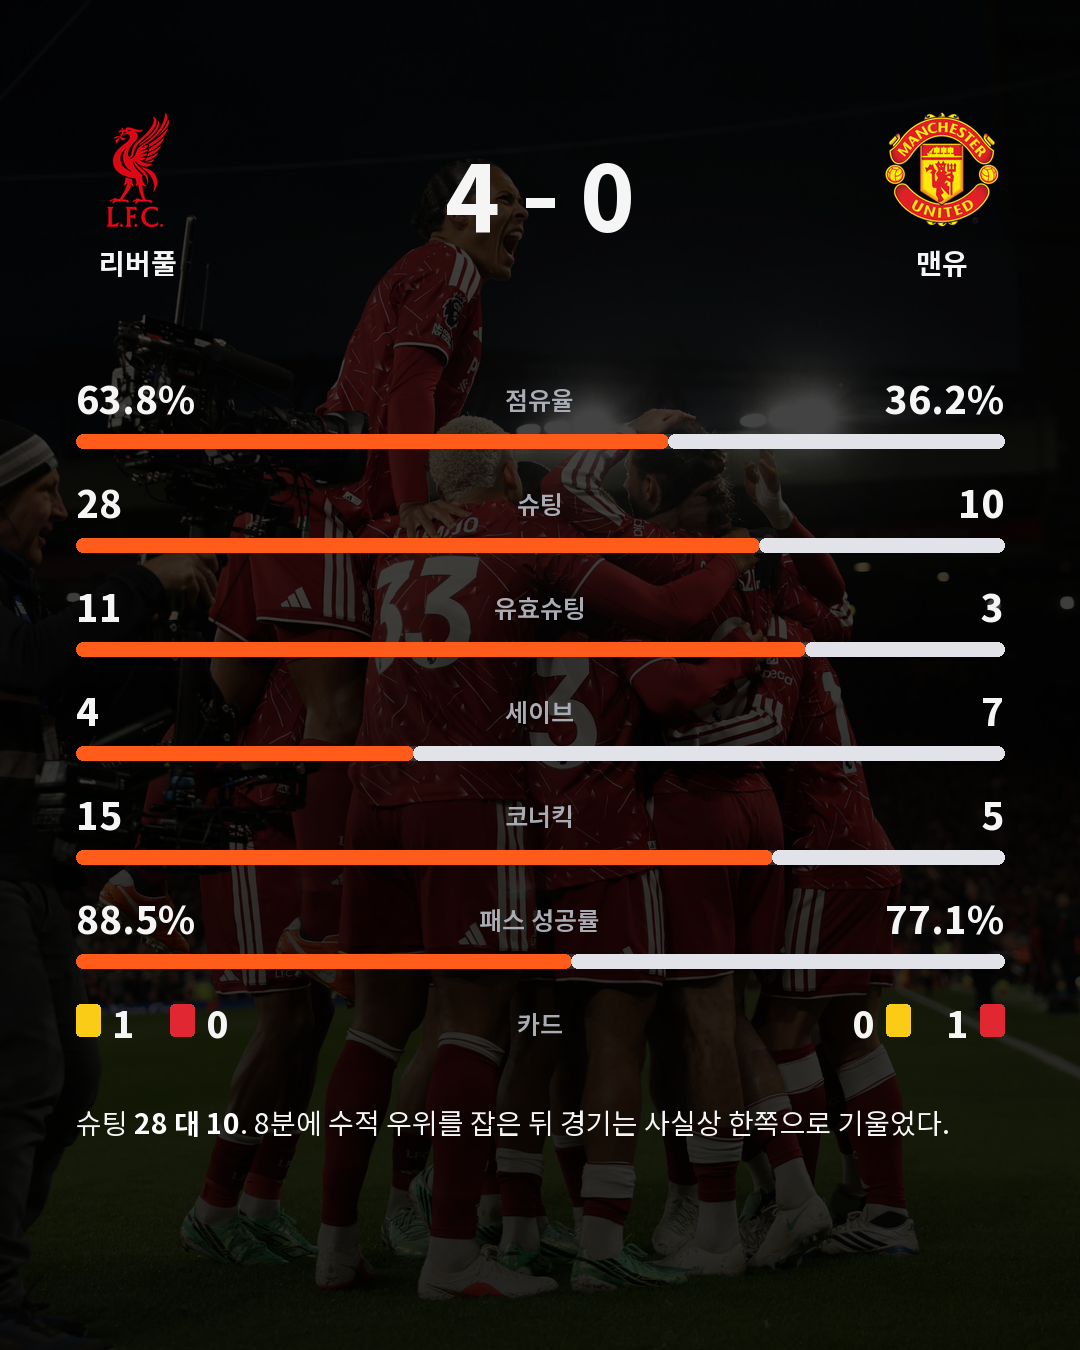 L.F.C.
MANCHESTER
UNITED
4 – 0
리버풀
맨유
63.8% 점유율 36.2%
28 슈팅 10
11 유효슈팅 3
4 세이브 7
15 코너킥 5
88.5% 패스 성공률 77.1%
1 0 카드 0 1
슈팅 28 대 10. 8분에 수적 우위를 잡은 뒤 경기는 사실상 한쪽으로 기울었다.
33
3